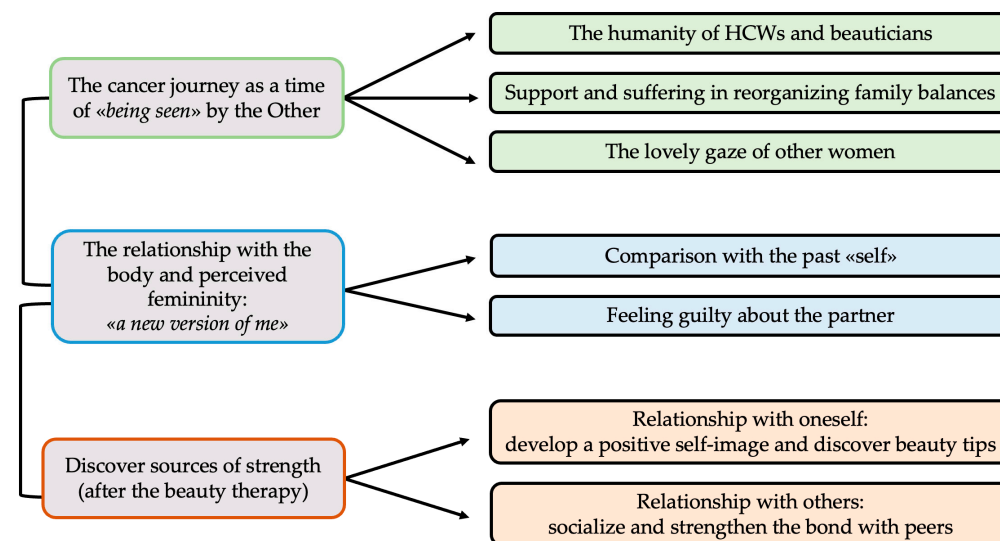 The cancer journey as a time
of «being seen» by the Other
The humanity of HCWs and beauticians
Support and suffering in reorganizing family balances
The lovely gaze of other women
The relationship with the
body and perceived
femininity:
«a new version of me»
Comparison with the past «self»
Feeling guilty about the partner
Discover sources of strength
(after the beauty therapy)
Relationship with oneself:
develop a positive self-image and discover beauty tips
Relationship with others:
socialize and strengthen the bond with peers